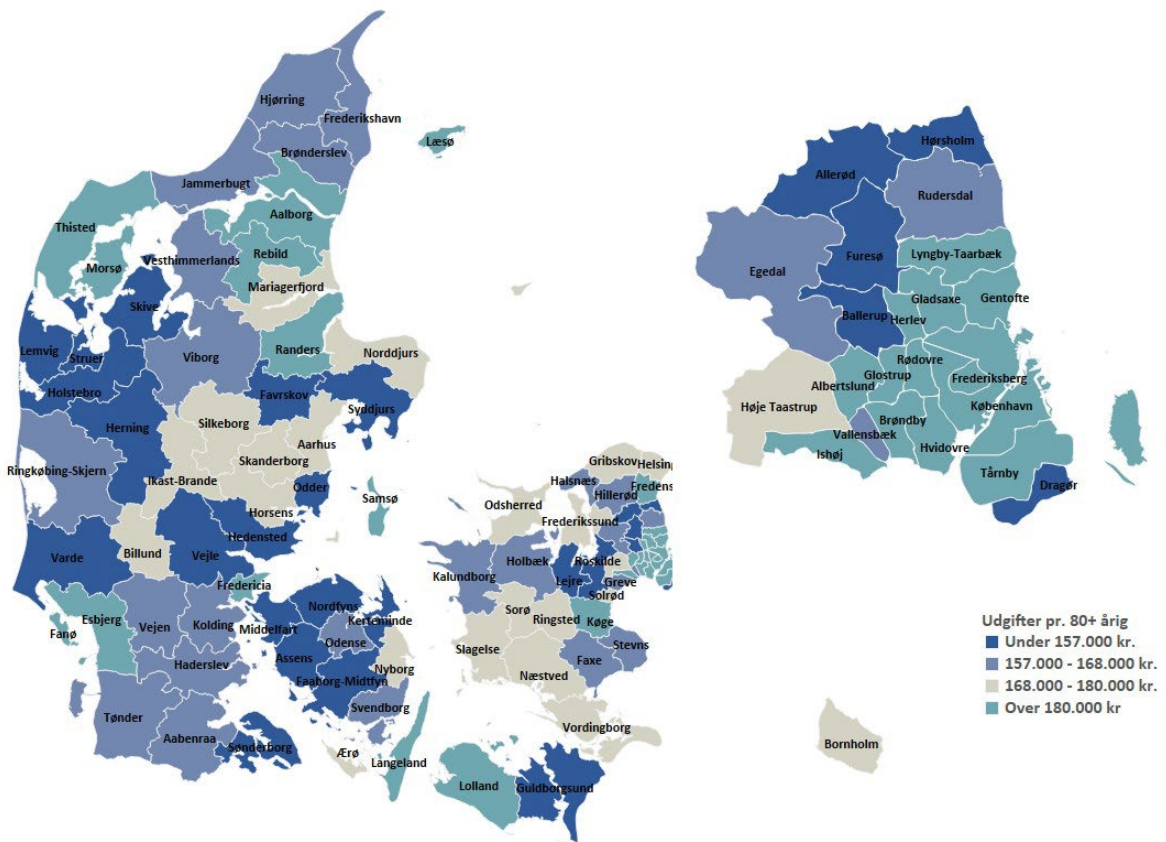 Hjørring
Frederikshavn
Læsø
Brønderslev
Jammerbugt
Aalborg
Thisted
Rebild
Vesthimmerlands
Morsø
Mariagerfjord
Skive
Lemvig
Struer
Viborg
Randers
Norddjurs
Holstebro
Favrskov
Syddjurs
Herning
Silkeborg
Aarhus
Skanderborg
Ringkøbing-Skjern
Ikast-Brande
Odder
Samsø
Horsens
Hedensted
Varde
Billund
Vejle
Fredericia
Esbjerg
Fanø
Vejen
Kolding
Middelfart
Nordfyns
Kerteminde
Odense
Haderslev
Assens
Nyborg
Faaborg-Midtfyn
Svendborg
Tønder
Aabenraa
Sønderborg
Ærø
Langeland
Gribskov
Helsing
Halsnæs
Fredens
Hillerød
Odsherred
Frederikssund
Holbæk
Roskilde
Kalundborg
Lejre
Greve
Solrød
Sorø
Ringsted
Køge
Slagelse
Stevns
Faxe
Næstved
Vordingborg
Lolland
Guldborgsund
Hørsholm
Allerød
Rudersdal
Furesø
Lyngby-Taarbæk
Egedal
Gladsaxe
Gentofte
Ballerup
Herlev
Rødovre
Glostrup
Frederiksberg
Albertslund
Høje Taastrup
København
Brøndby
Vallensbæk
Hvidovre
Ishøj
Tårnby
Dragør
Bornholm
Udgifter pr. 80+ årig
Under 157.000 kr.
157.000 - 168.000 kr.
168.000 - 180.000 kr.
Over 180.000 kr